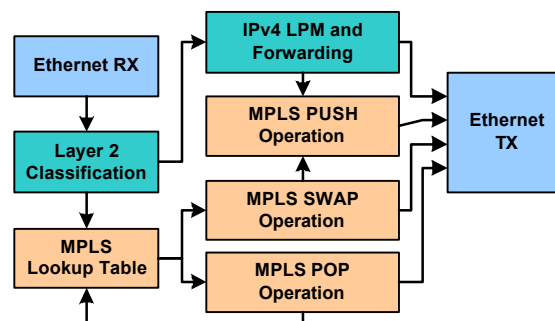 Ethernet RX
Layer 2
Classification
MPLS
Lookup Table
IPv4 LPM and
Forwarding
MPLS PUSH
Operation
MPLS SWAP
Operation
MPLS POP
Operation
Ethernet
TX